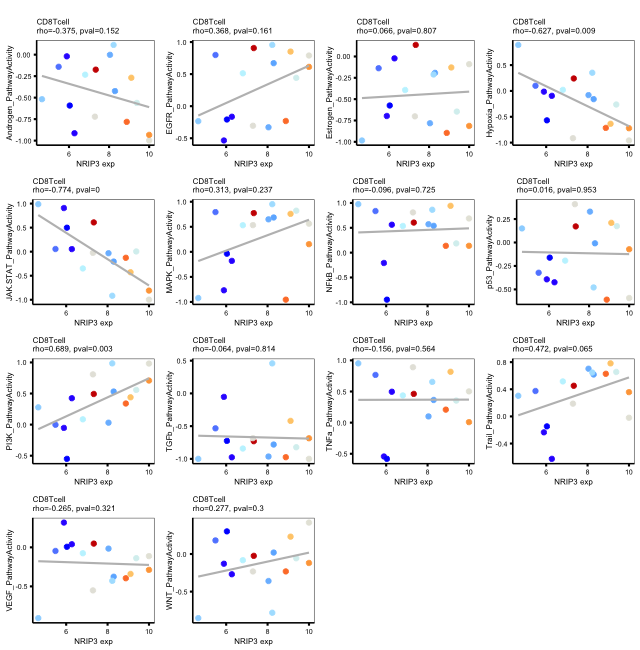 CD8Tcell
rho=-0.375, pval=0.152
Androgen_PathwayActivity
0.00
-0.25
-0.50
-0.75
-1.00
6
8
10
NRIP3 exp
CD8Tcell
rho=0.368, pval=0.161
EGFR_PathwayActivity
1.0
0.5
0.0
-0.5
6
8
10
NRIP3 exp
CD8Tcell
rho=0.066, pval=0.807
Estrogen_PathwayActivity
0.00
-0.25
-0.50
-0.75
-1.00
6
8
10
NRIP3 exp
CD8Tcell
rho=-0.627, pval=0.009
Hypoxia_PathwayActivity
0.5
0.0
-0.5
-1.0
6
8
10
NRIP3 exp
CD8Tcell
rho=-0.774, pval=0
JAK.STAT_PathwayActivity
1.0
0.5
0.0
-0.5
-1.0
6
8
10
NRIP3 exp
CD8Tcell
rho=0.313, pval=0.237
MAPK_PathwayActivity
1.0
0.5
0.0
-0.5
-1.0
6
8
10
NRIP3 exp
CD8Tcell
rho=-0.096, pval=0.725
NFkB_PathwayActivity
1.0
0.5
0.0
-0.5
-1.0
6
8
10
NRIP3 exp
CD8Tcell
rho=0.016, pval=0.953
p53_PathwayActivity
0.25
0.00
-0.25
-0.50
6
8
10
NRIP3 exp
CD8Tcell
rho=0.689, pval=0.003
PI3K_PathwayActivity
1.0
0.5
0.0
-0.5
6
8
10
NRIP3 exp
CD8Tcell
rho=-0.064, pval=0.814
TGFb_PathwayActivity
0.5
0.0
-0.5
-1.0
6
8
10
NRIP3 exp
CD8Tcell
rho=-0.156, pval=0.564
TNFa_PathwayActivity
1.0
0.5
0.0
-0.5
6
8
10
NRIP3 exp
CD8Tcell
rho=0.472, pval=0.065
Trail_PathwayActivity
0.8
0.4
0.0
-0.4
6
8
10
NRIP3 exp
CD8Tcell
rho=-0.265, pval=0.321
VEGF_PathwayActivity
0.0
-0.5
6
8
10
NRIP3 exp
CD8Tcell
rho=0.277, pval=0.3
WNT_PathwayActivity
0.0
-0.5
6
8
10
NRIP3 exp